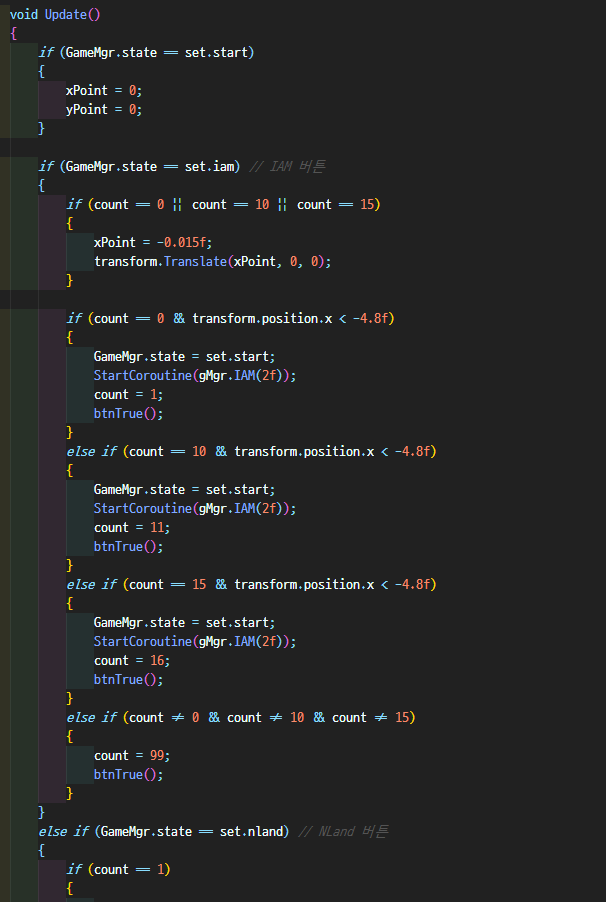 void Update()
{
if (GameMgr.state == set.start)
{
xPoint = 0;
yPoint = 0;
}
if (GameMgr.state == set.iam) // IAM 버튼
{
if (count == 0 || count == 10 || count == 15)
{
xPoint = -0.015f;
transform.Translate(xPoint, 0, 0);
}
if (count == 0 && transform.position.x < -4.8f)
{
GameMgr.state = set.start;
StartCoroutine(gMgr.IAM(2f));
count = 1;
btnTrue();
}
else if (count == 10 && transform.position.x < -4.8f)
{
GameMgr.state = set.start;
StartCoroutine(gMgr.IAM(2f));
count = 11;
btnTrue();
}
else if (count == 15 && transform.position.x < -4.8f)
{
GameMgr.state = set.start;
StartCoroutine(gMgr.IAM(2f));
count = 16;
btnTrue();
}
else if (count != 0 && count != 10 && count != 15)
{
count = 99;
btnTrue();
}
}
else if (GameMgr.state == set.nland) // NLand 버튼
{
if (count == 1)
{